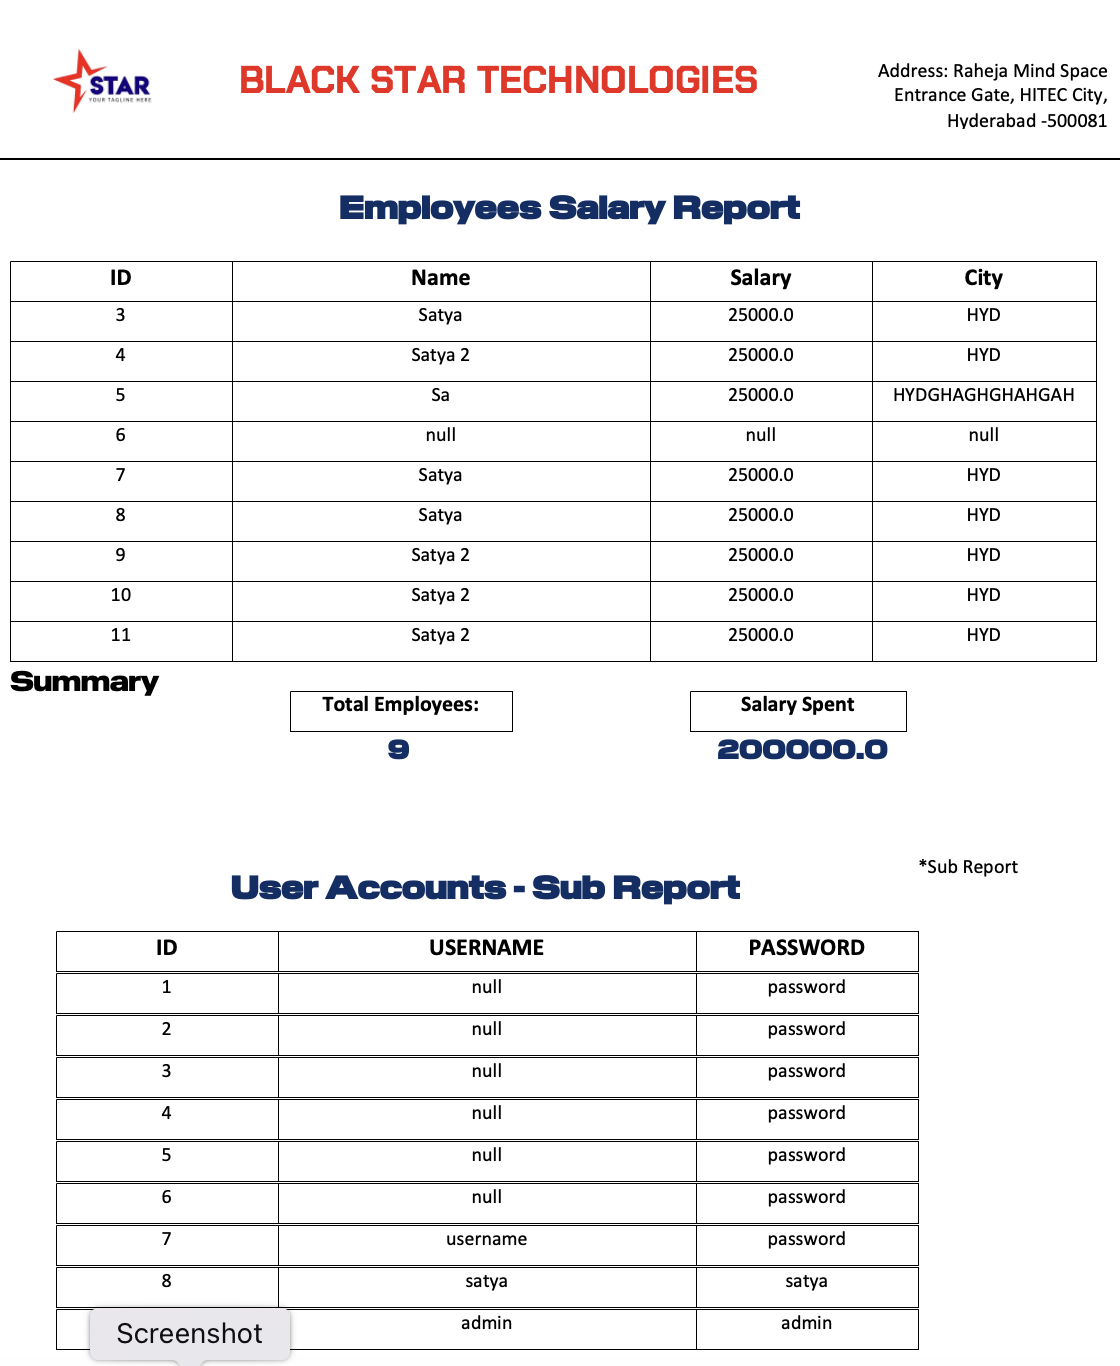 STAR
YOUR TAGLINE HERE
BLACK STAR TECHNOLOGIES
Address: Raheja Mind Space
Entrance Gate, HITEC City,
Hyderabad -500081
Employees Salary Report
ID Name Salary City
3 Satya 25000.0 HYD
4 Satya 2 25000.0 HYD
5 Sa 25000.0 HYDGHAGHGHAHGAH
6 null null null
7 Satya 25000.0 HYD
8 Satya 25000.0 HYD
9 Satya 2 25000.0 HYD
10 Satya 2 25000.0 HYD
11 Satya 2 25000.0 HYD
Summary
Total Employees: Salary Spent
9 200000.0
*Sub Report
User Accounts - Sub Report
ID USERNAME PASSWORD
1 null password
2 null password
3 null password
4 null password
5 null password
6 null password
7 username password
8 satya satya
admin admin
Screenshot